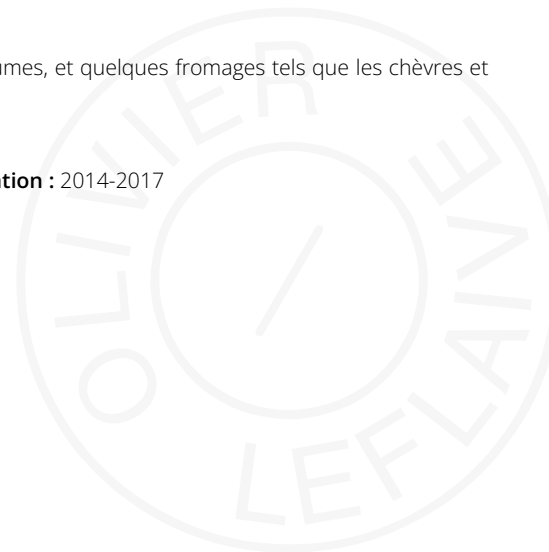 umes, et quelques fromages tels que les chèvres et
tion : 2014-2017
OLIVIER LEFLAIVE